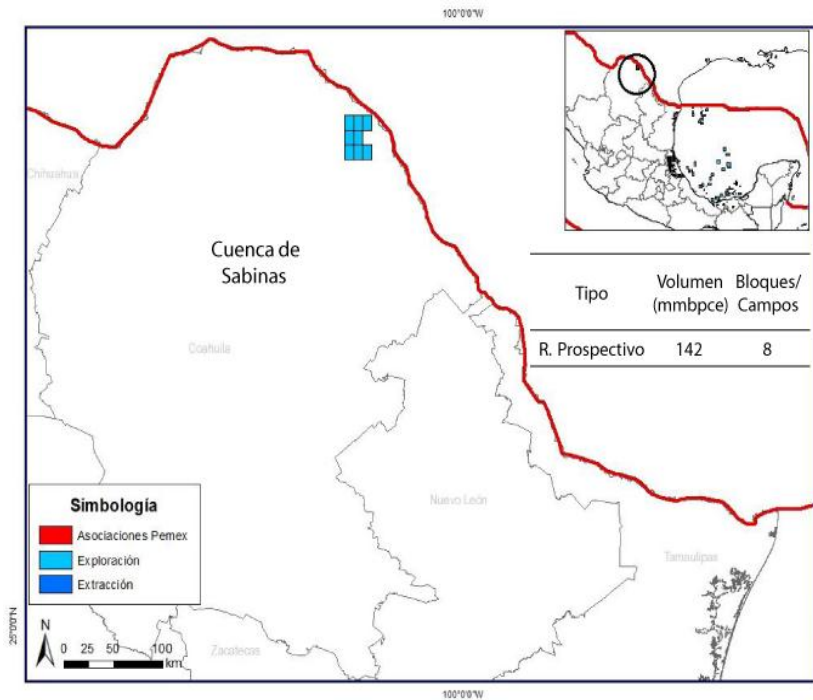 100°0'0"W
Chihuahua
Cuenca de
Sabinas
Coahuila
Nuevo León
Tamaulipas
Zacatecas
Tipo Volumen (mmbpce) Bloques/ Campos
R. Prospectivo 142 8
Simbología
Asociaciones Pemex
Exploración
Extracción
N
0 25 50 100
km
25°0'0"N
100°0'0"W